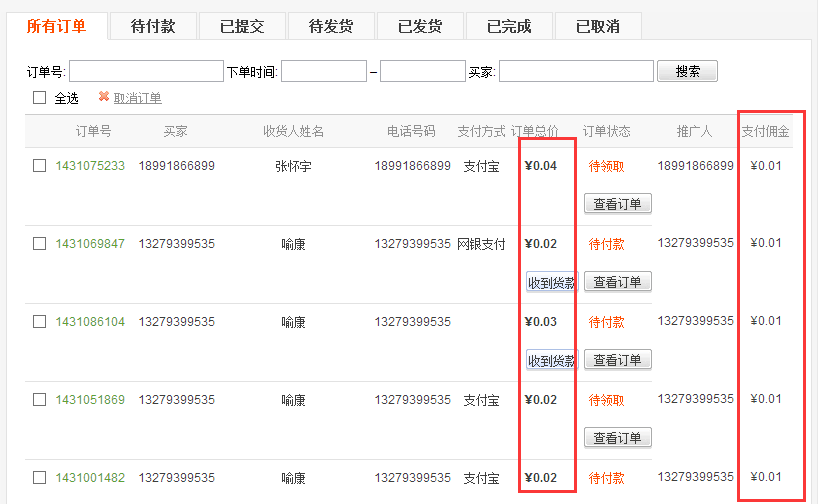 所有订单 待付款 已提交 待发货 已发货 已完成 已取消
订单号: 下单时间: – 买家: 搜索
全选 取消订单
订单号 买家 收货人姓名 电话号码 支付方式 订单总价 订单状态 推广人 支付佣金
1431075233 18991866899 张怀宇 18991866899 支付宝 ¥0.04 待领取 18991866899 ¥0.01
查看订单
1431069847 13279399535 喻康 13279399535 网银支付 ¥0.02 待付款 13279399535 ¥0.01
收到货款 查看订单
1431086104 13279399535 喻康 13279399535 ¥0.03 待付款 13279399535 ¥0.01
收到货款 查看订单
1431051869 13279399535 喻康 13279399535 支付宝 ¥0.02 待领取 13279399535 ¥0.01
查看订单
1431001482 13279399535 喻康 13279399535 支付宝 ¥0.02 待付款 13279399535 ¥0.01